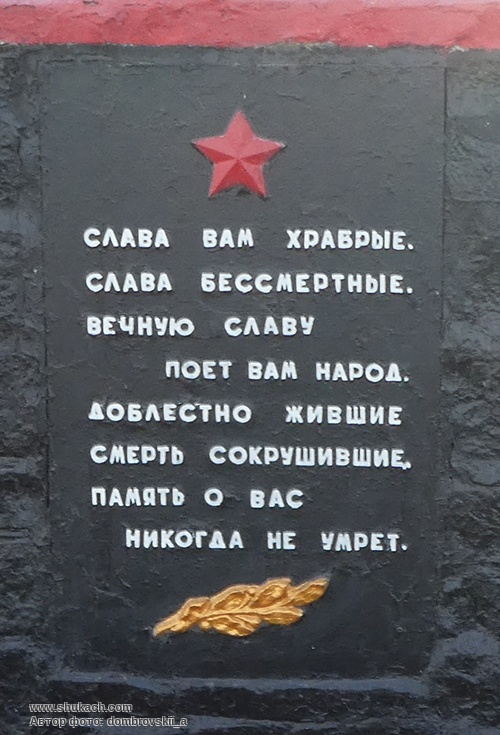 СЛАВА ВАМ ХРАБРЫЕ.
СЛАВА БЕССМЕРТНЫЕ.
ВЕЧНУЮ СЛАВУ
ПОЕТ ВАМ НАРОД.
ДОБЛЕСТНО ЖИВШИЕ
СМЕРТЬ СОКРУШИВШИЕ,
ПАМЯТЬ О ВАС
НИКОГДА НЕ УМРЕТ.
www.shukach.com
Автор фото: dombrovskii_a